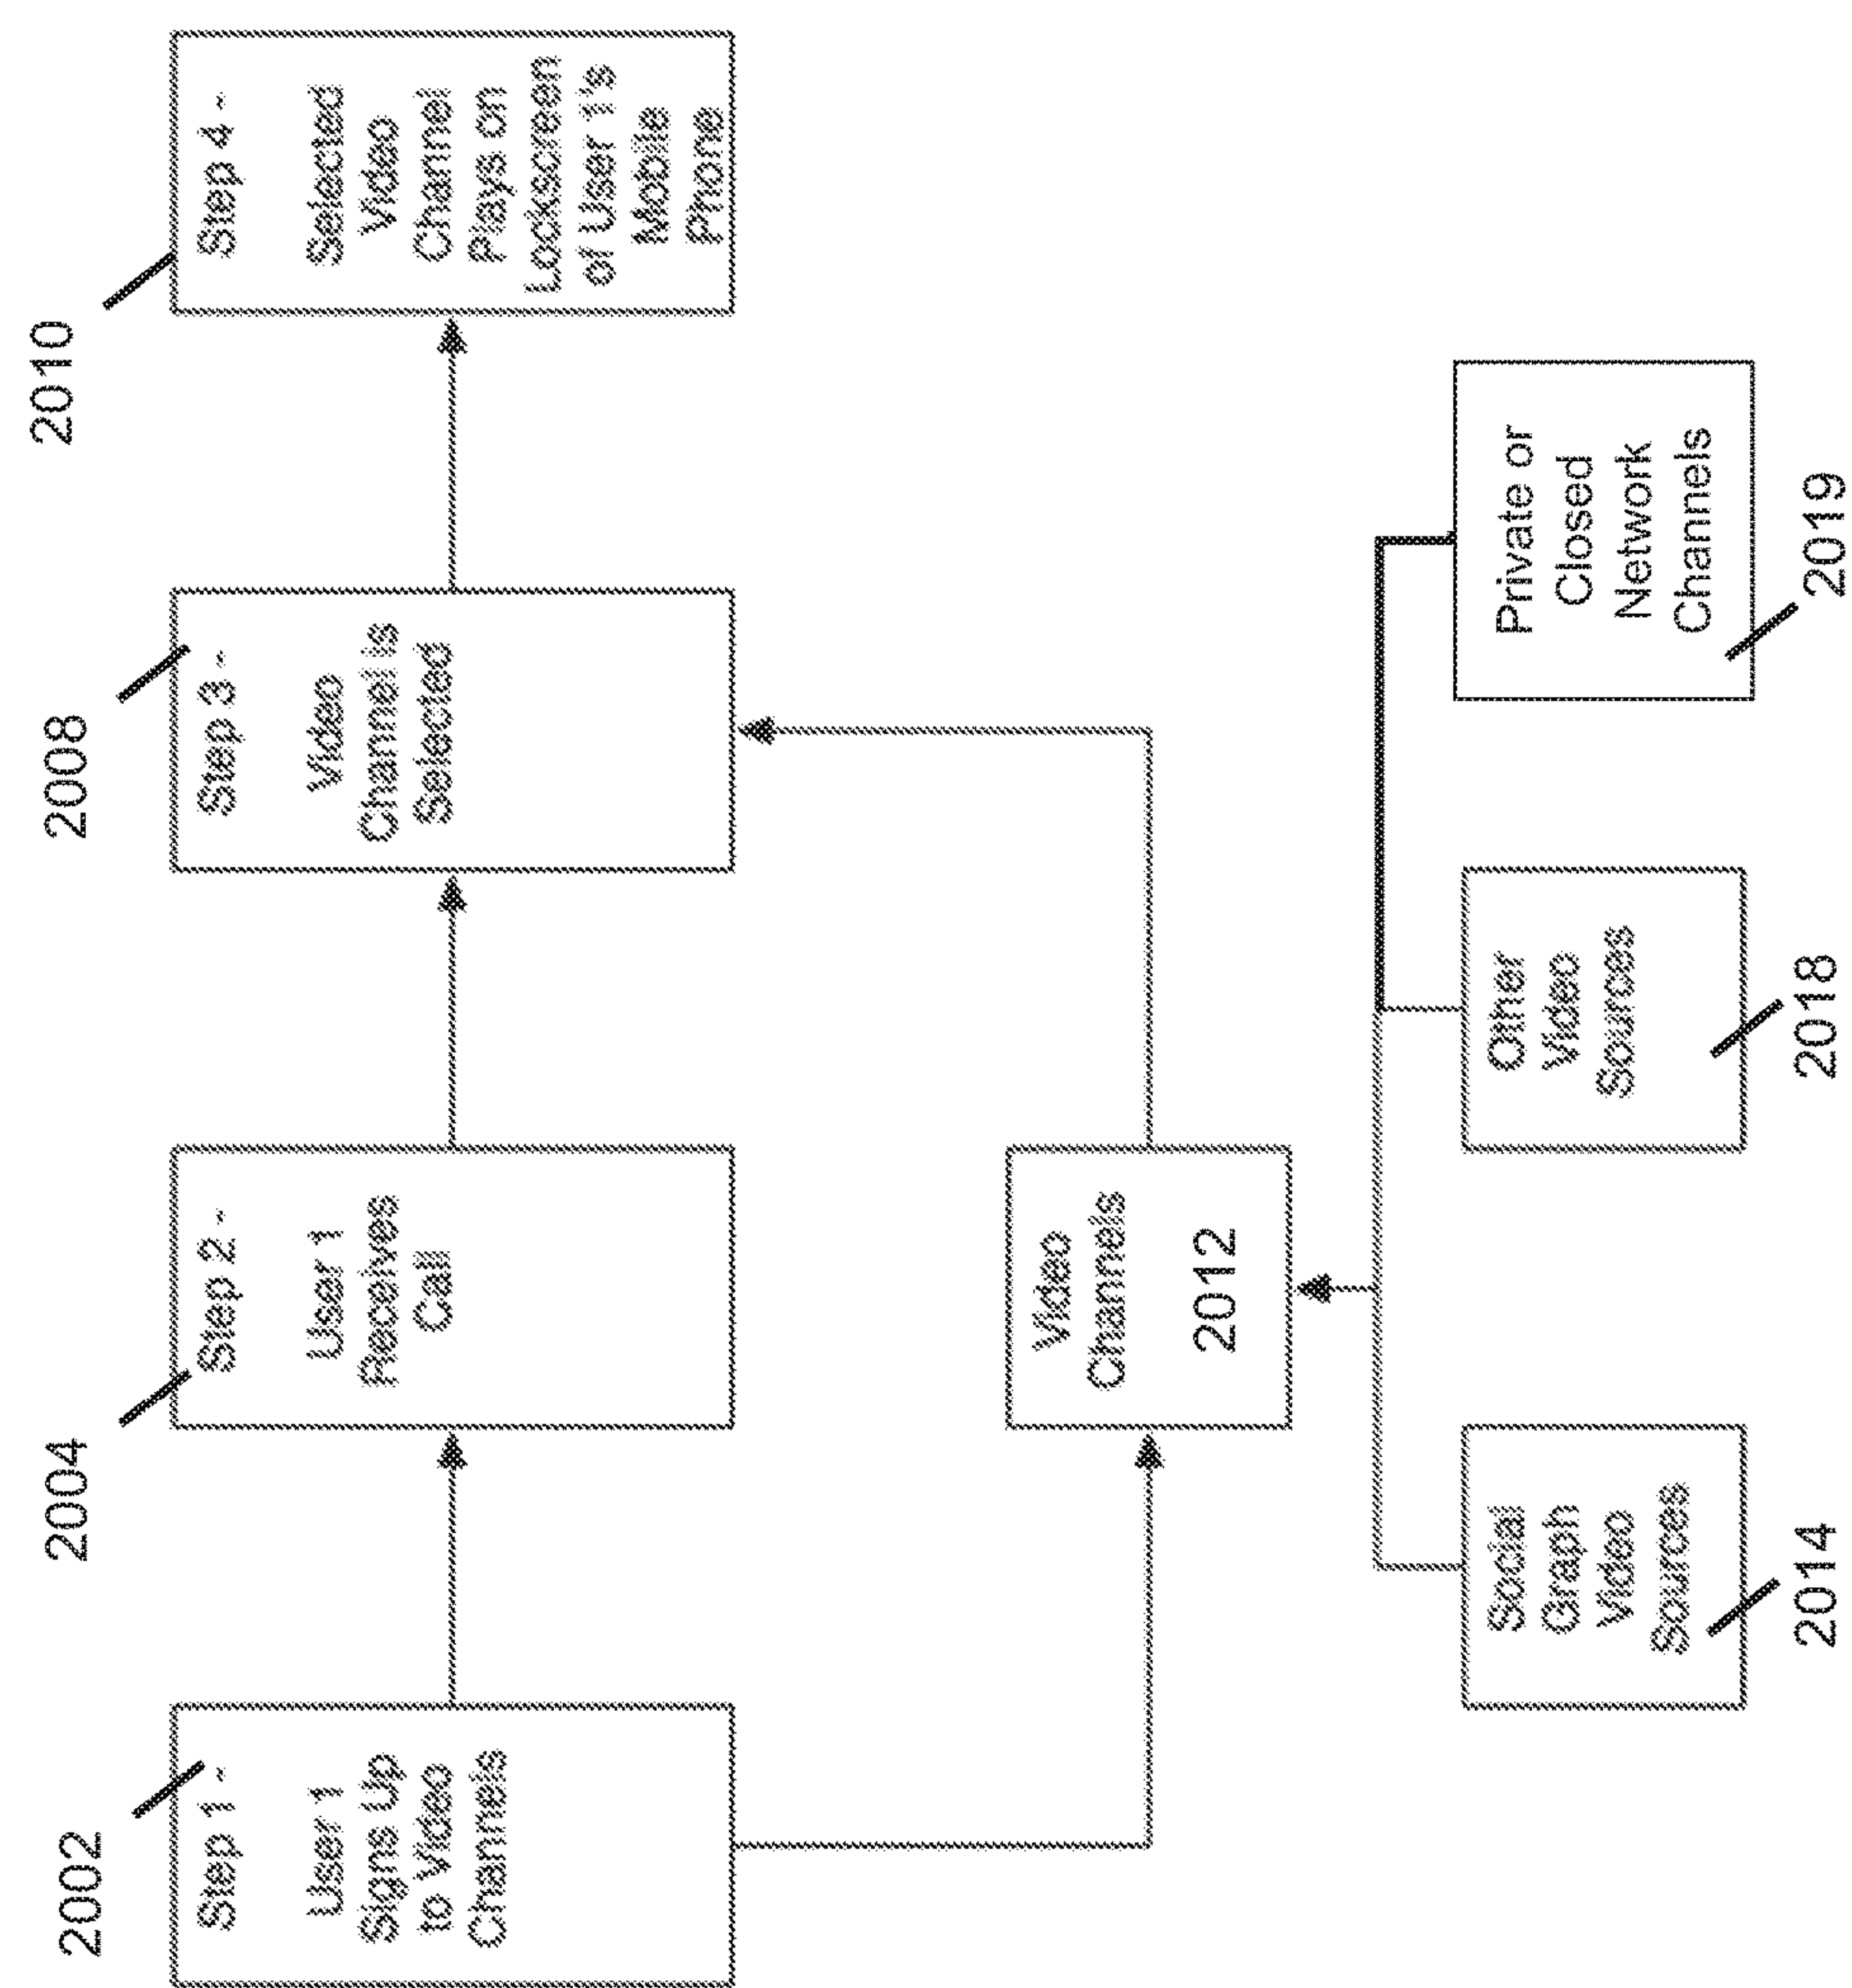 2002
Step 1 -
User 1
Signs Up
to Video
Channels
2004
Step 2 -
User 1
Receives
Call
2008
Step 3 -
Video
Channel is
Selected
2010
Step 4 -
Selected
Video
Channel
Plays on
Lockscreen
of User 1's
Mobile
Phone
Video
Channels
2012
Social
Graph
Video
Sources
2014
Other
Video
Sources
2018
Private or
Closed
Network
Channels
2019